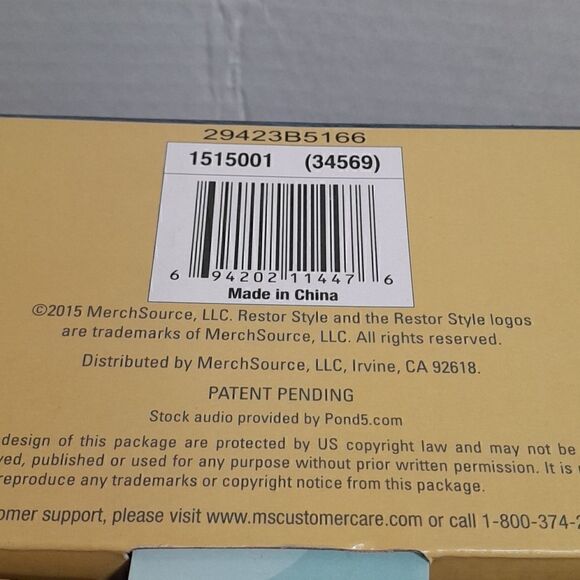 29423B5166
1515001 (34569)
6 94202 11447 6
Made in China
©2015 MerchSource, LLC. Restor Style and the Restor Style logos
are trademarks of MerchSource, LLC. All rights reserved.
Distributed by MerchSource, LLC, Irvine, CA 92618.
PATENT PENDING
Stock audio provided by Pond5.com
design of this package are protected by US copyright law and may not be
published or used for any purpose without prior written permission. It is
reproduce any trademarks or copyright notice from this package.
support, please visit www.mscustomercare.com or call 1-800-374-2